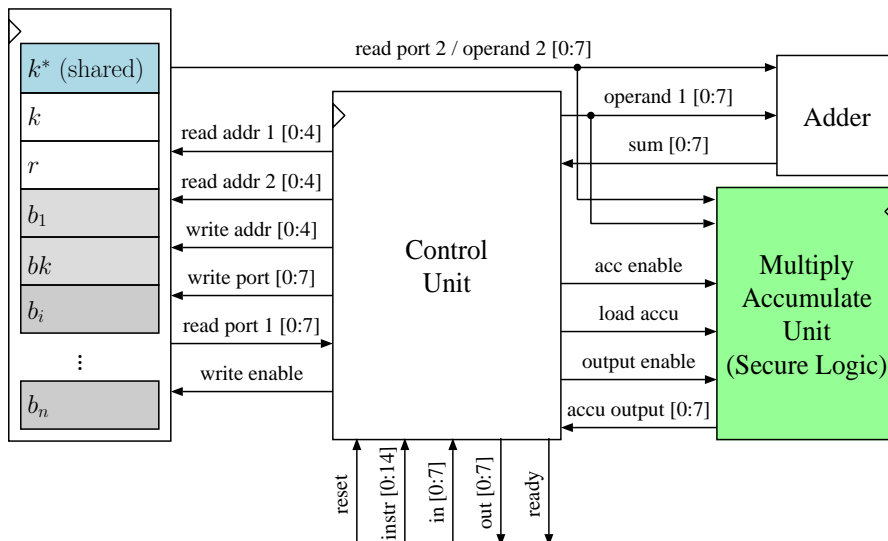 k* (shared)
k
r
b₁
bk
bᵢ
⋮
bₙ
read port 2 / operand 2 [0:7]
read addr 1 [0:4]
read addr 2 [0:4]
write addr [0:4]
write port [0:7]
read port 1 [0:7]
write enable
Control
Unit
operand 1 [0:7]
sum [0:7]
Adder
acc enable
load accu
output enable
accu output [0:7]
Multiply
Accumulate
Unit
(Secure Logic)
reset
instr [0:14]
in [0:7]
out [0:7]
ready